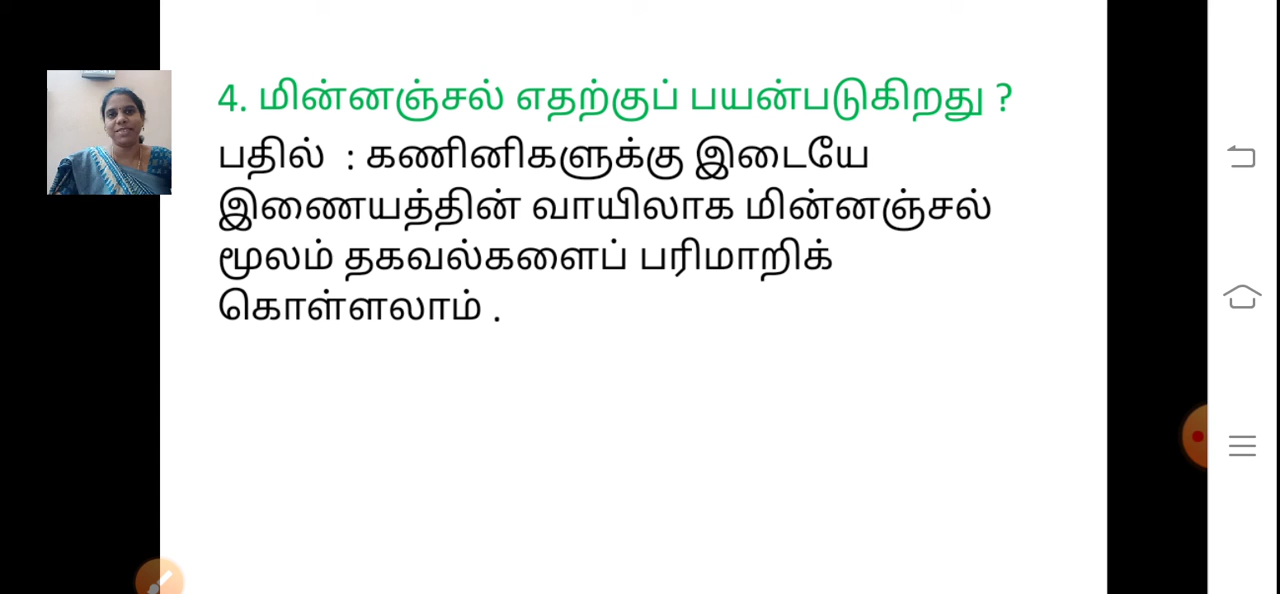 4. மின்னஞ்சல் எதற்குப் பயன்படுகிறது ?
பதில் : கணினிகளுக்கு இடையே
இணையத்தின் வாயிலாக மின்னஞ்சல்
மூலம் தகவல்களைப் பரிமாறிக்
கொள்ளலாம் .